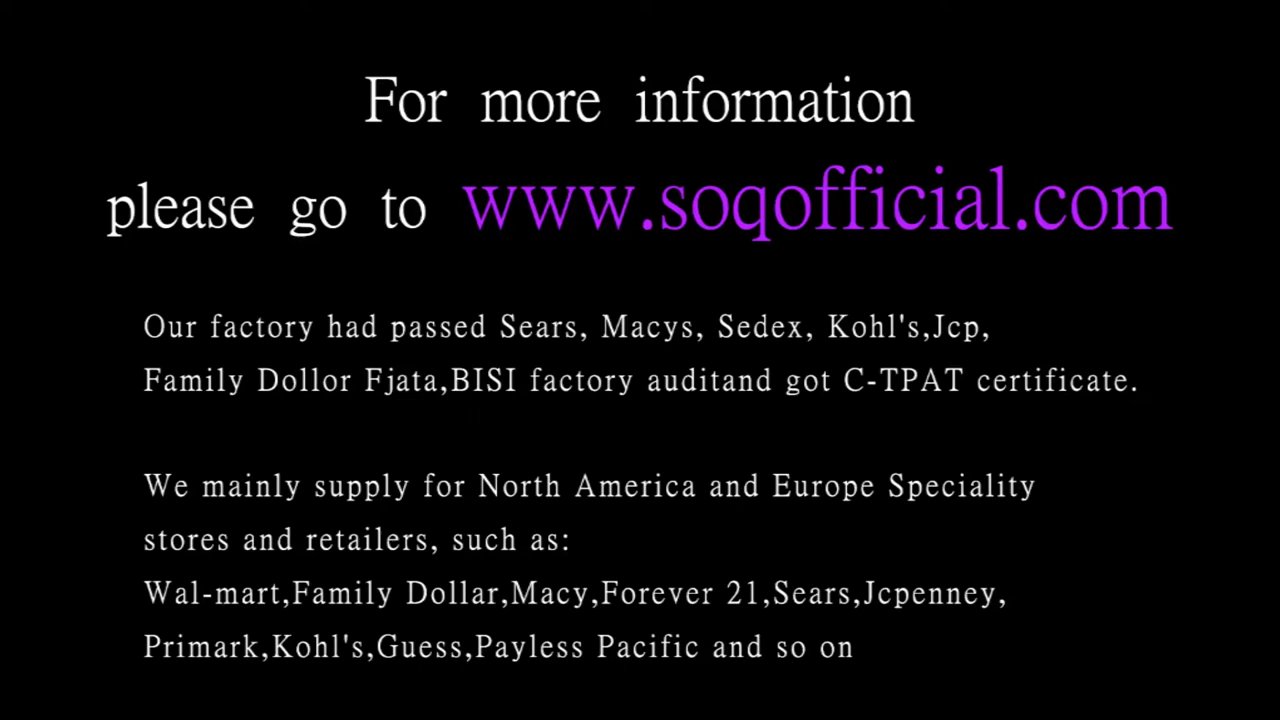 For more information
please go to www.soqofficial.com
Our factory had passed Sears, Macys, Sedex, Kohl's,Jcp,
Family Dollor Fjata,BISI factory auditand got C-TPAT certificate.
We mainly supply for North America and Europe Speciality
stores and retailers, such as:
Wal-mart,Family Dollar,Macy,Forever 21,Sears,Jcpenney,
Primark,Kohl's,Guess,Payless Pacific and so on